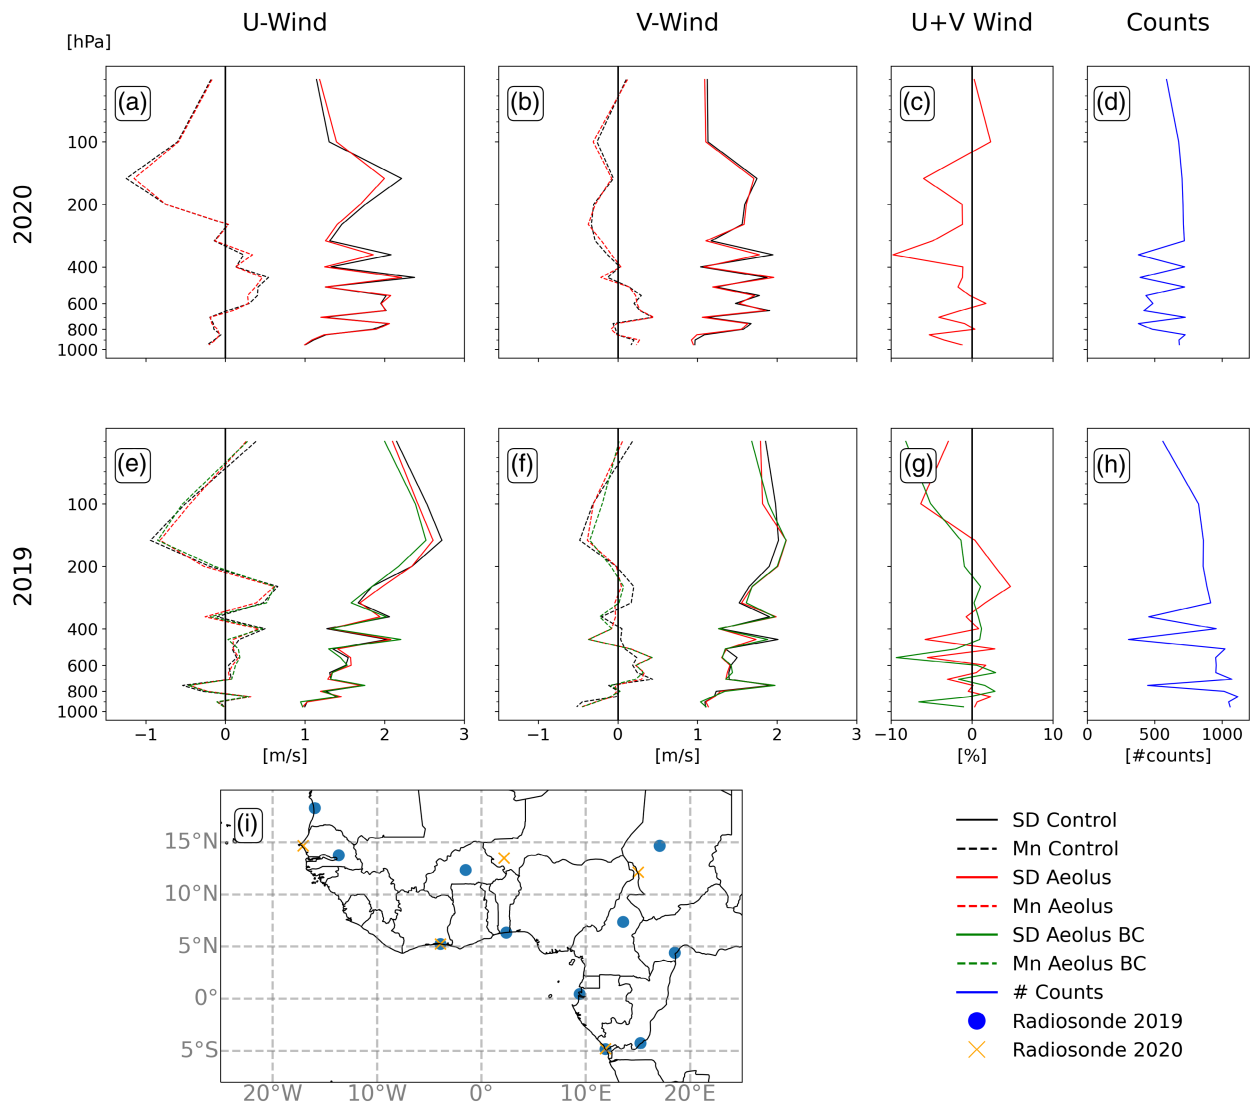 U-Wind V-Wind U+V Wind Counts
[hPa]
2020
(a) (b) (c) (d)
100
200
400
600
800
1000
2019
(e) (f) (g) (h)
100
200
400
600
800
1000
−1 0 1 2 3 −1 0 1 2 3 −10 0 10 0 500 1000
[m/s] [m/s] [%] [#counts]
(i)
15°N
10°N
5°N
0°
5°S
20°W 10°W 0° 10°E 20°E
SD Control
Mn Control
SD Aeolus
Mn Aeolus
SD Aeolus BC
Mn Aeolus BC
# Counts
Radiosonde 2019
Radiosonde 2020